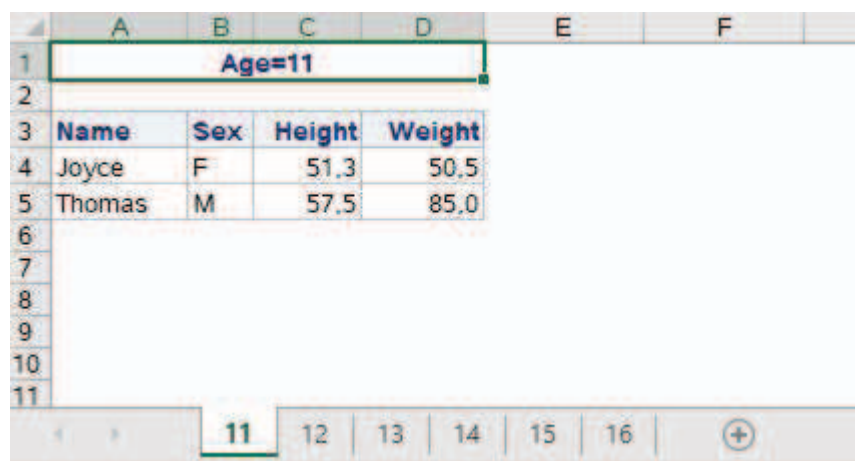 A B C D E F
1 Age=11
2
3 Name Sex Height Weight
4 Joyce F 51.3 50.5
5 Thomas M 57.5 85.0
6
7
8
9
10
11
11 12 13 14 15 16